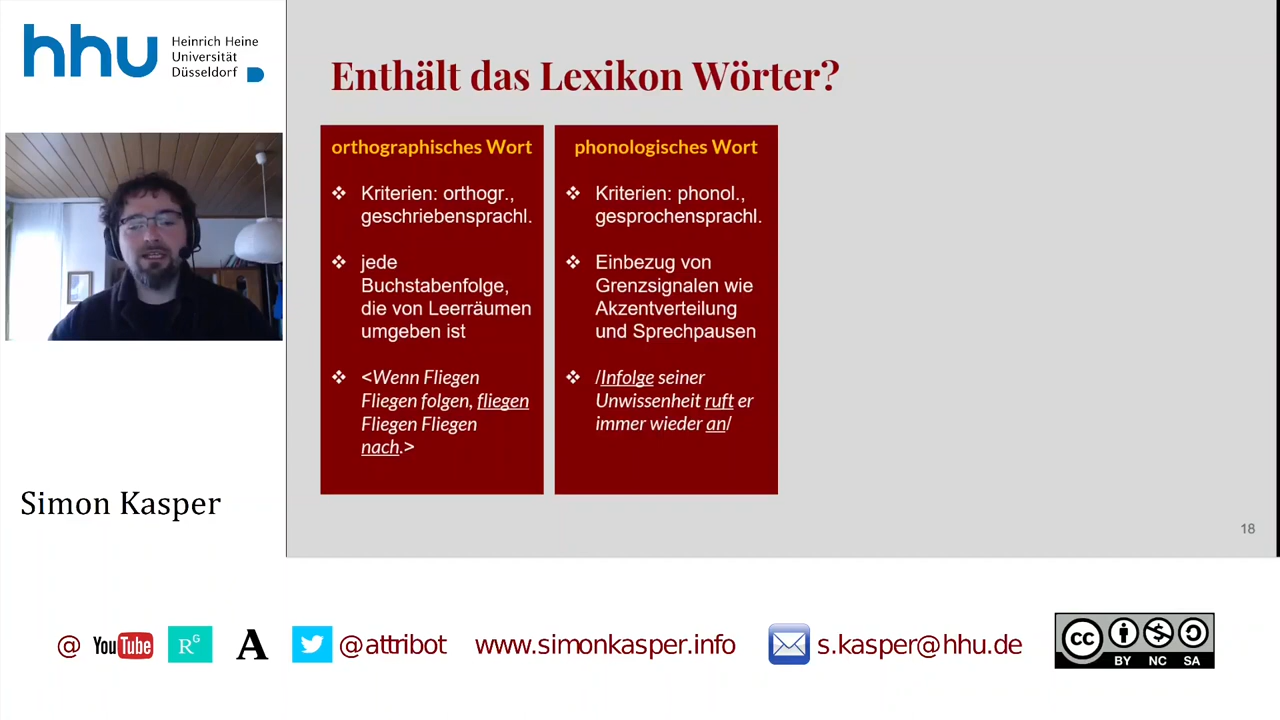 hhu
Heinrich Heine
Universität
Düsseldorf
Enthält das Lexikon Wörter?
orthographisches Wort
❖ Kriterien: orthogr.,
geschriebensprachl.
❖ jede
Buchstabenfolge,
die von Leerräumen
umgeben ist
❖ <Wenn Fliegen
Fliegen folgen, fliegen
Fliegen Fliegen
nach.>
phonologisches Wort
❖ Kriterien: phonol.,
gesprochensprachl.
❖ Einbezug von
Grenzsignalen wie
Akzentverteilung
und Sprechpausen
❖ /Infolge seiner
Unwissenheit ruft er
immer wieder an/
18
Simon Kasper
@ YouTube RG A @attribot www.simonkasper.info s.kasper@hhu.de
cc
BY NC SA